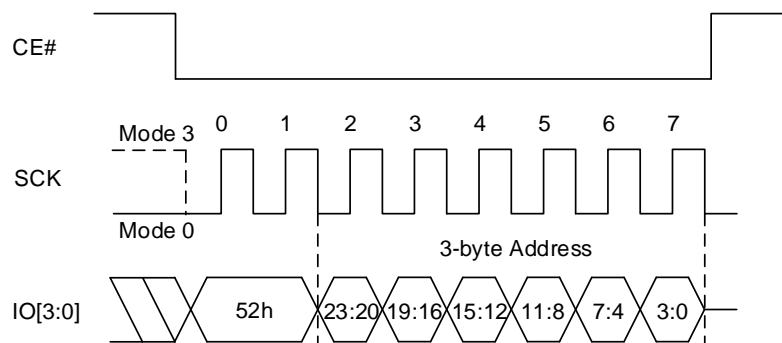 CE#
Mode 3
0 1 2 3 4 5 6 7
SCK
Mode 0
3-byte Address
IO[3:0]
52h 23:20 19:16 15:12 11:8 7:4 3:0